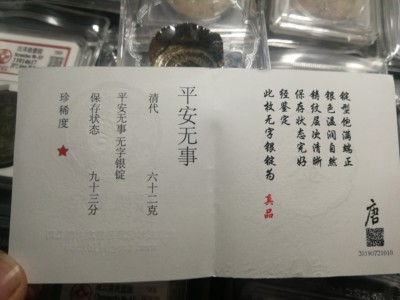 锭型饱满端正
银色温润自然
铸纹层次清晰
保存状态完好
经鉴定
此枚无字银锭为 真品
唐
平安无事
清代 六十二克
平安无事 无字银锭
保存状态 九十三分
珍稀度 ★